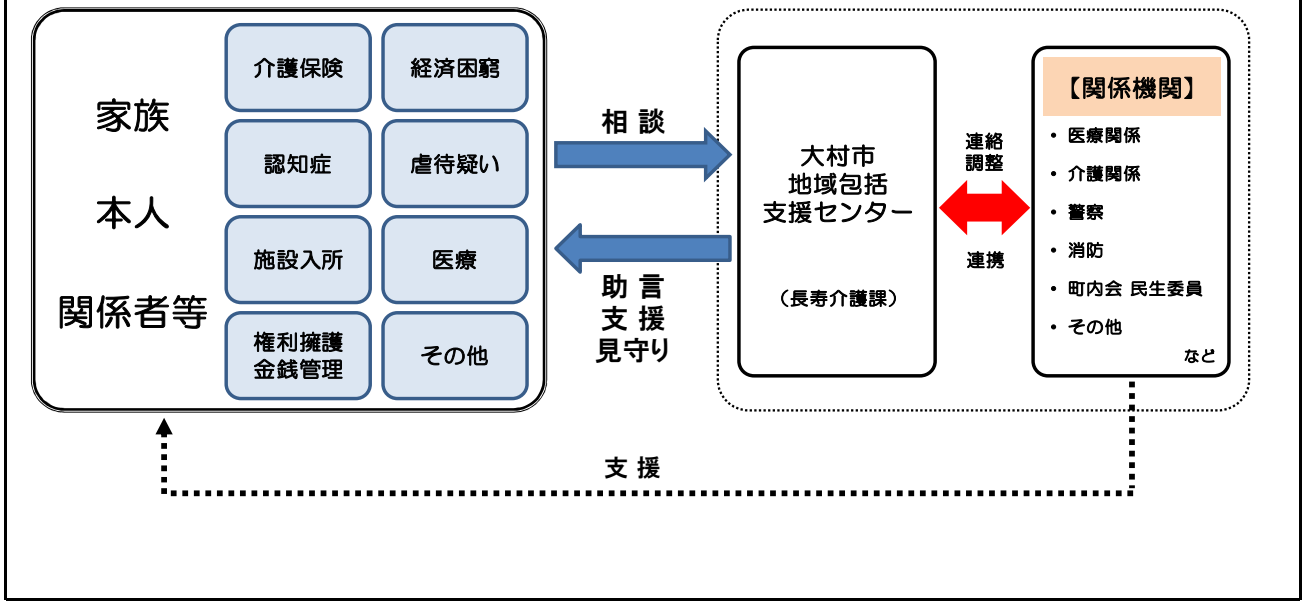 家族
本人
関係者等
介護保険
経済困窮
認知症
虐待疑い
施設入所
医療
権利擁護
金銭管理
その他
相談
助言
支援
見守り
大村市
地域包括
支援センター
（長寿介護課）
連絡
調整
連携
【関係機関】
・ 医療関係
・ 介護関係
・ 警察
・ 消防
・ 町内会 民生委員
・ その他
など
支援